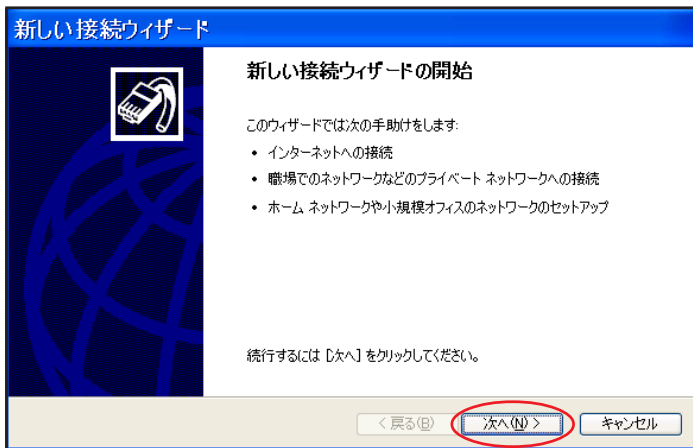 新しい接続ウィザード
新しい接続ウィザードの開始
このウィザードでは次の手助けをします:
• インターネットへの接続
• 職場でのネットワークなどのプライベート ネットワークへの接続
• ホーム ネットワークや小規模オフィスのネットワークのセットアップ
続行するには [次へ] をクリックしてください。
< 戻る(B) 次へ(N) > キャンセル